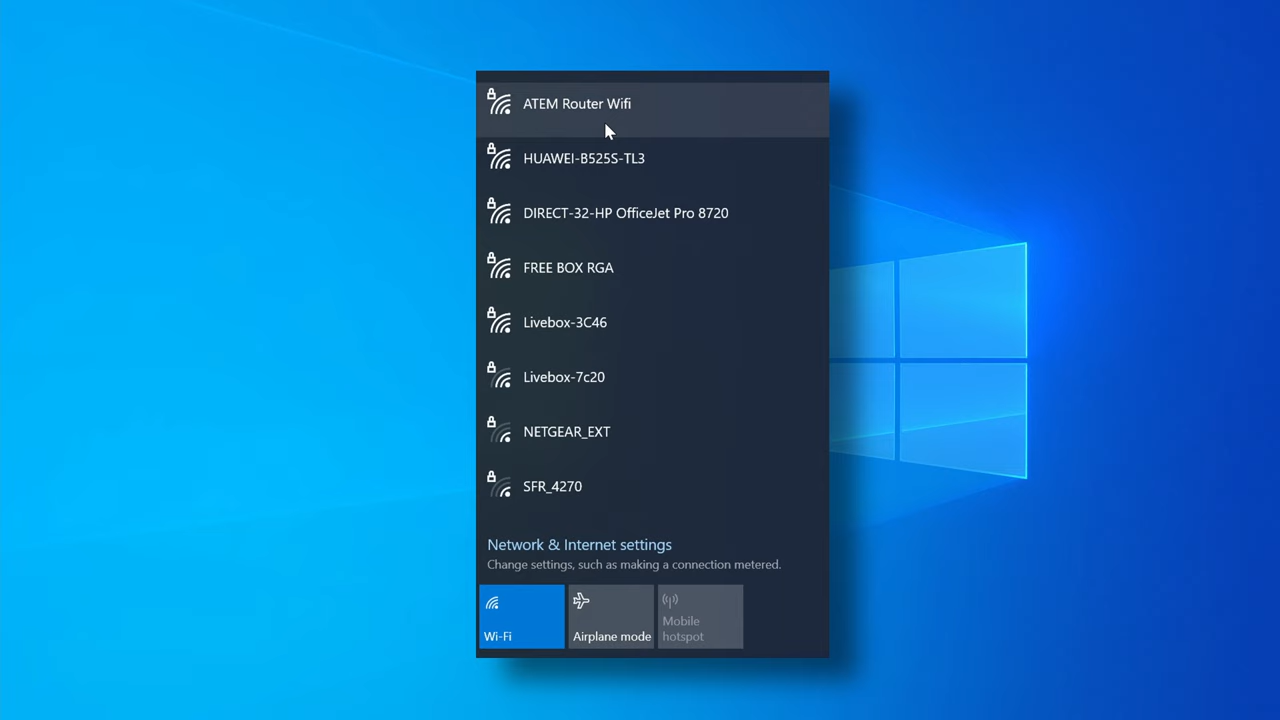 ATEM Router Wifi
HUAWEI-B525S-TL3
DIRECT-32-HP OfficeJet Pro 8720
FREE BOX RGA
Livebox-3C46
Livebox-7c20
NETGEAR_EXT
SFR_4270
Network & Internet settings
Change settings, such as making a connection metered.
Wi-Fi
Airplane mode
Mobile
hotspot